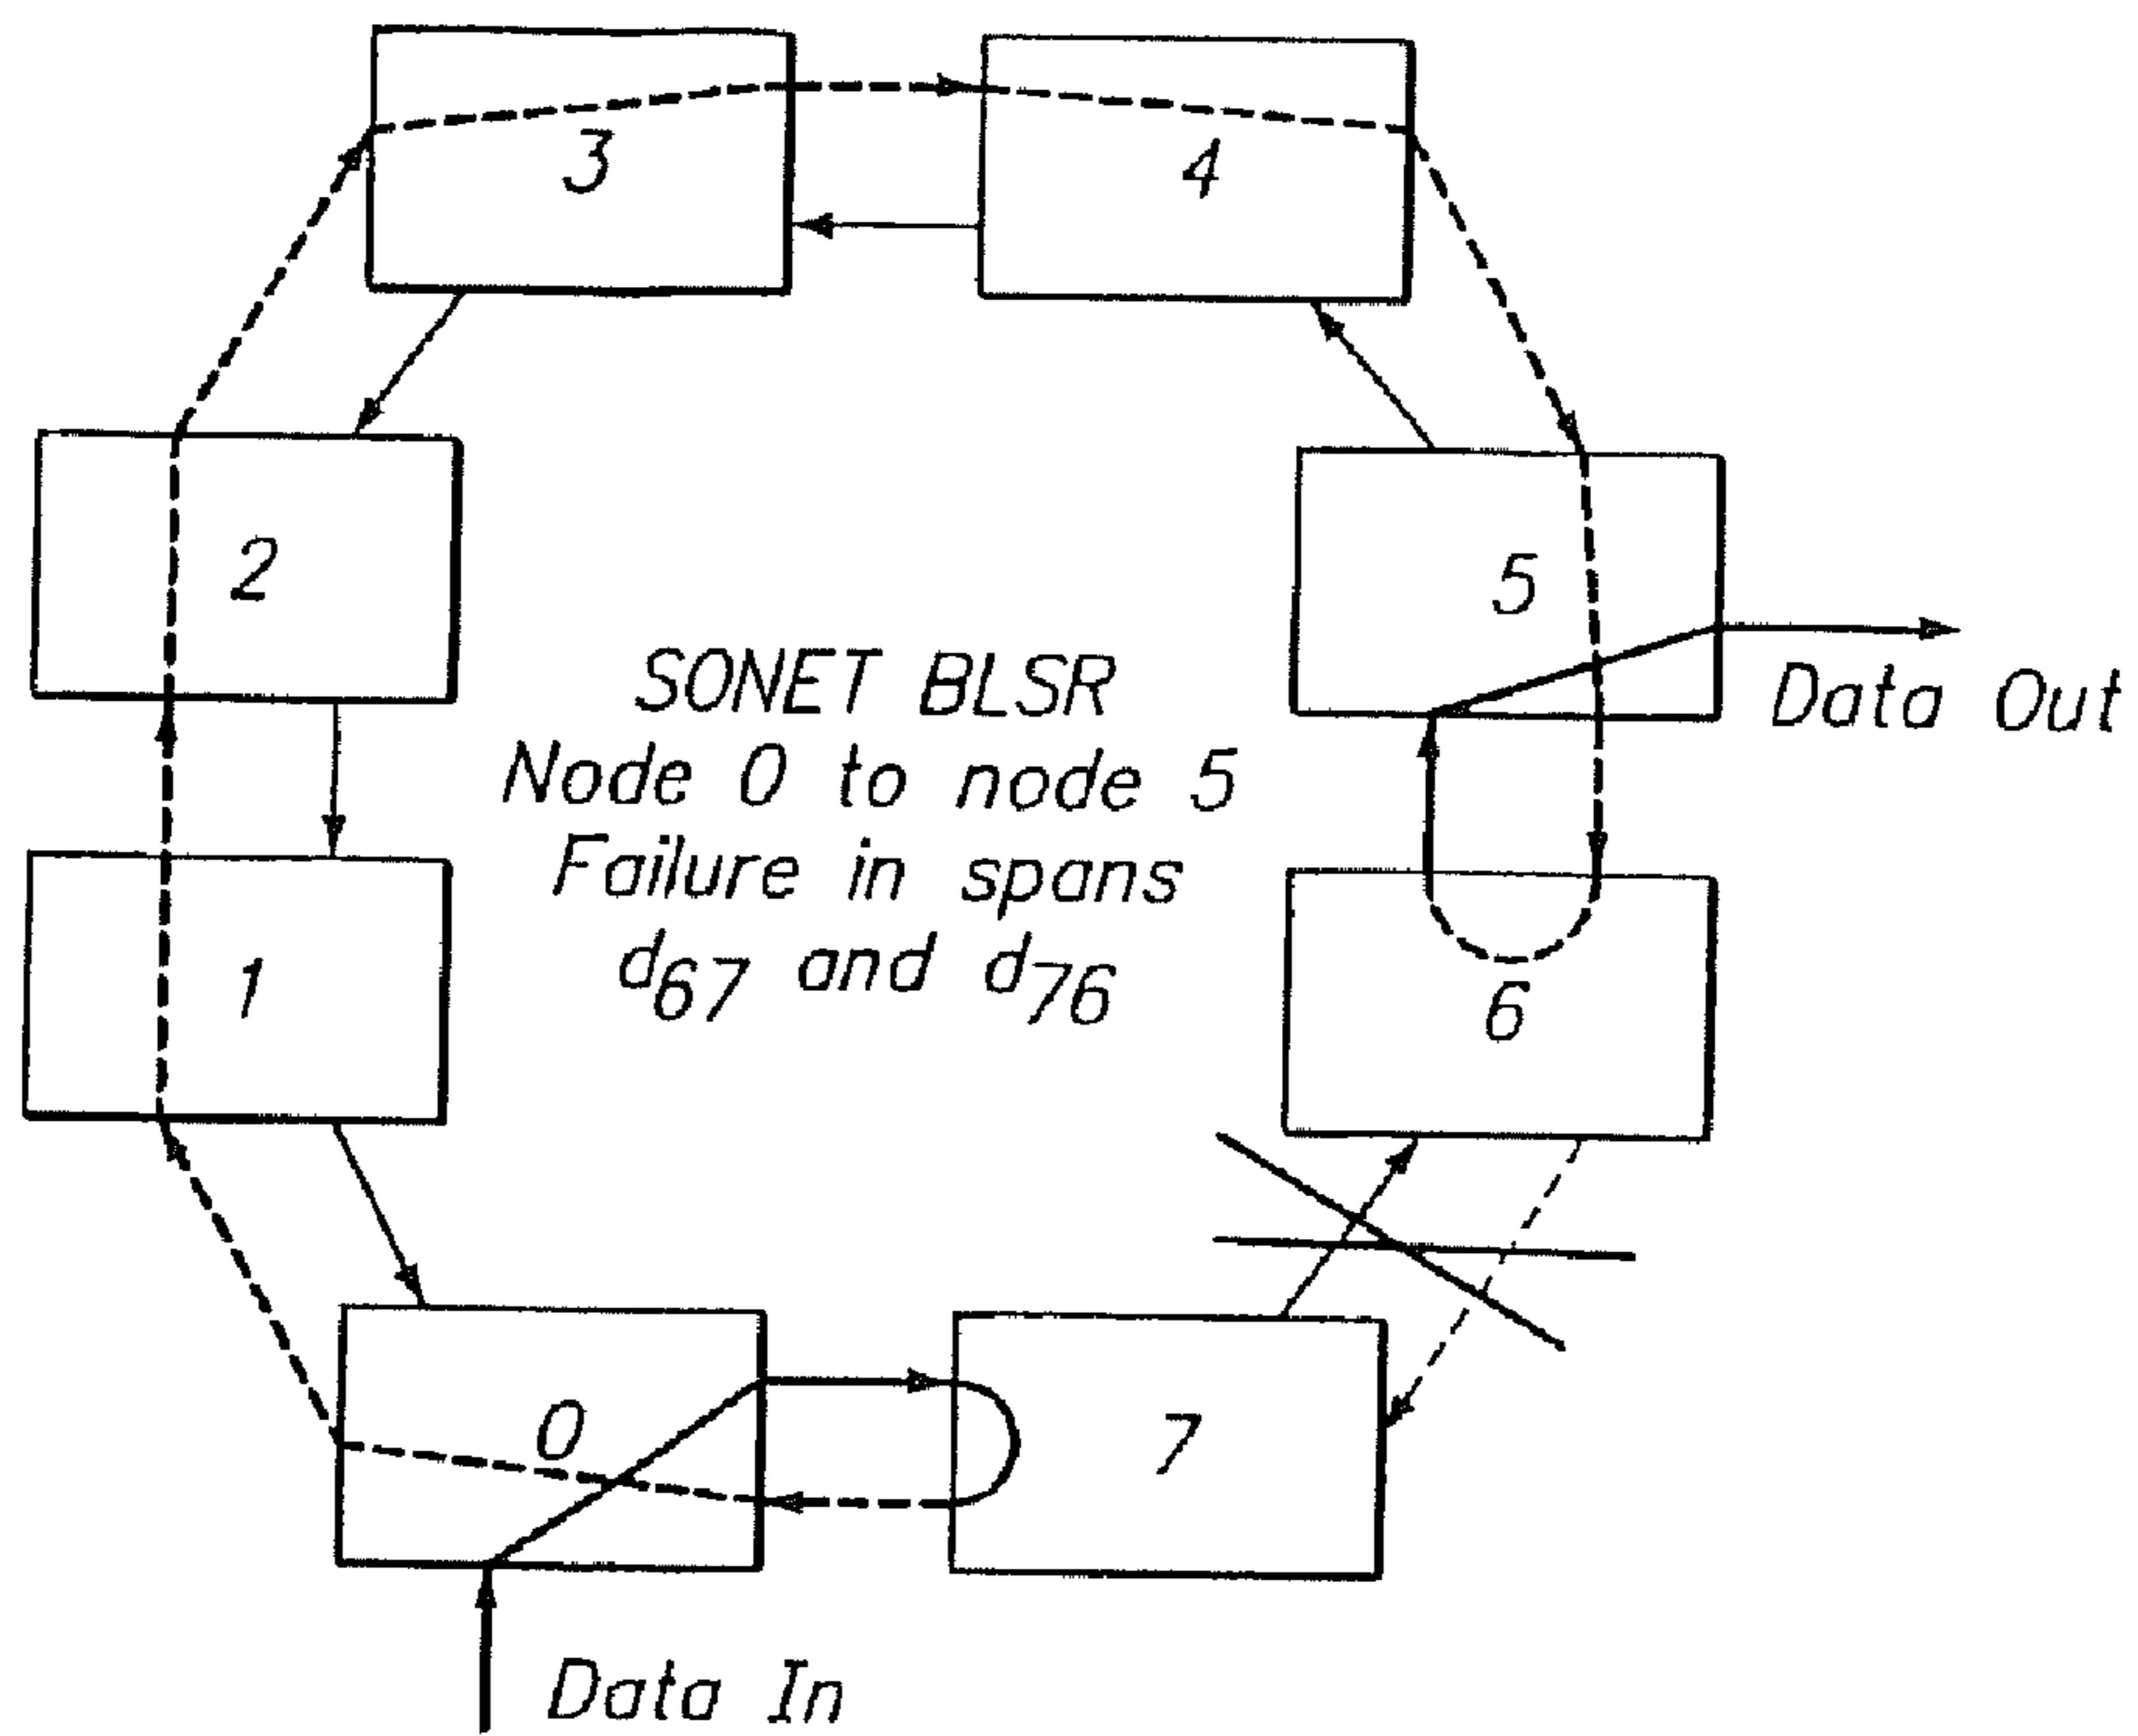 3
4
2
5
SONET BLSR
Node 0 to node 5
Failure in spans
d67 and d76
Data Out
1
6
0
7
Data In